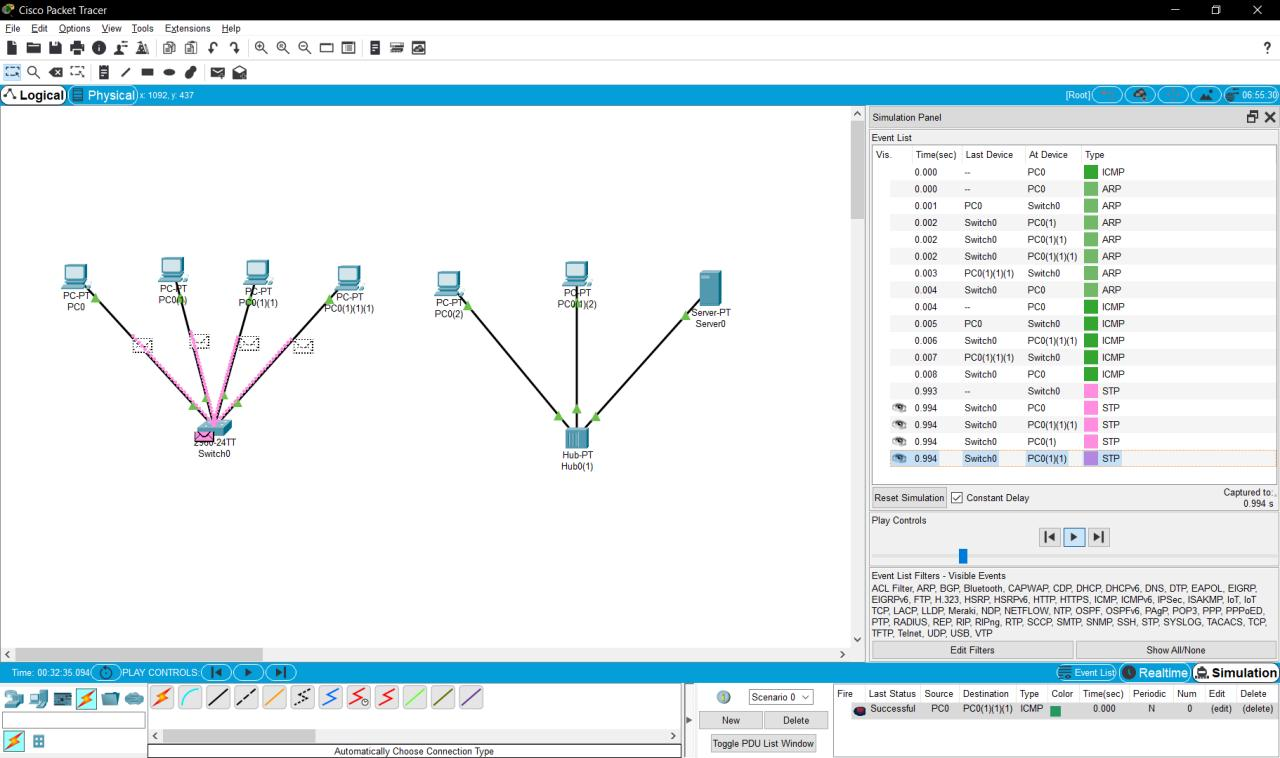 Cisco Packet Tracer
File Edit Options View Tools Extensions Help
?
Logical Physical x: 1092, y: 437 [Root] 06:55:30
Simulation Panel
Event List
Vis. Time(sec) Last Device At Device Type
0.000 -- PC0 ICMP
0.000 -- PC0 ARP
0.001 PC0 Switch0 ARP
0.002 Switch0 PC0(1) ARP
0.002 Switch0 PC0(1)(1) ARP
0.002 Switch0 PC0(1)(1)(1) ARP
0.003 PC0(1)(1)(1) Switch0 ARP
0.004 Switch0 PC0 ARP
0.004 -- PC0 ICMP
0.005 PC0 Switch0 ICMP
0.006 Switch0 PC0(1)(1)(1) ICMP
0.007 PC0(1)(1)(1) Switch0 ICMP
0.008 Switch0 PC0 ICMP
0.993 -- Switch0 STP
0.994 Switch0 PC0 STP
0.994 Switch0 PC0(1)(1)(1) STP
0.994 Switch0 PC0(1) STP
0.994 Switch0 PC0(1)(1) STP
Reset Simulation Constant Delay
Captured to:
0.994 s
Play Controls
Event List Filters - Visible Events
ACL Filter, ARP, BGP, Bluetooth, CAPWAP, CDP, DHCP, DHCPv6, DNS, DTP, EAPOL, EIGRP,
EIGRPv6, FTP, H.323, HSRP, HSRPv6, HTTP, HTTPS, ICMP, ICMPv6, IPSec, ISAKMP, IoT, IoT
TCP, LACP, LLDP, Meraki, NDP, NETFLOW, NTP, OSPF, OSPFv6, PAgP, POP3, PPP, PPPoED,
PTP, RADIUS, REP, RIP, RIPng, RTP, SCCP, SMTP, SNMP, SSH, STP, SYSLOG, TACACS, TCP,
TFTP, Telnet, UDP, USB, VTP
Edit Filters Show All/None
PC-PT
PC0
PC-PT
PC0(1)
PC-PT
PC0(1)(1)
PC-PT
PC0(1)(1)(1)
PC-PT
PC0(2)
PC-PT
PC0(1)(2)
Server-PT
Server0
2960-24TT
Switch0
Hub-PT
Hub0(1)
Time: 00:32:35.094 PLAY CONTROLS: Event List Realtime Simulation
Automatically Choose Connection Type
Scenario 0
New Delete
Toggle PDU List Window
Fire Last Status Source Destination Type Color Time(sec) Periodic Num Edit Delete
Successful PC0 PC0(1)(1)(1) ICMP 0.000 N 0 (edit) (delete)